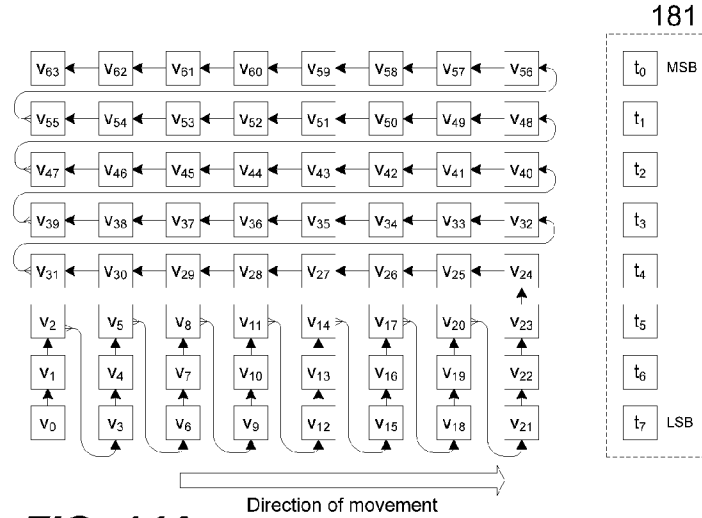 181
V63 V62 V61 V60 V59 V58 V57 V56 t0 MSB
V55 V54 V53 V52 V51 V50 V49 V48 t1
V47 V46 V45 V44 V43 V42 V41 V40 t2
V39 V38 V37 V36 V35 V34 V33 V32 t3
V31 V30 V29 V28 V27 V26 V25 V24 t4
V2 V5 V8 V11 V14 V17 V20 V23 t5
V1 V4 V7 V10 V13 V16 V19 V22 t6
V0 V3 V6 V9 V12 V15 V18 V21 t7 LSB
Direction of movement